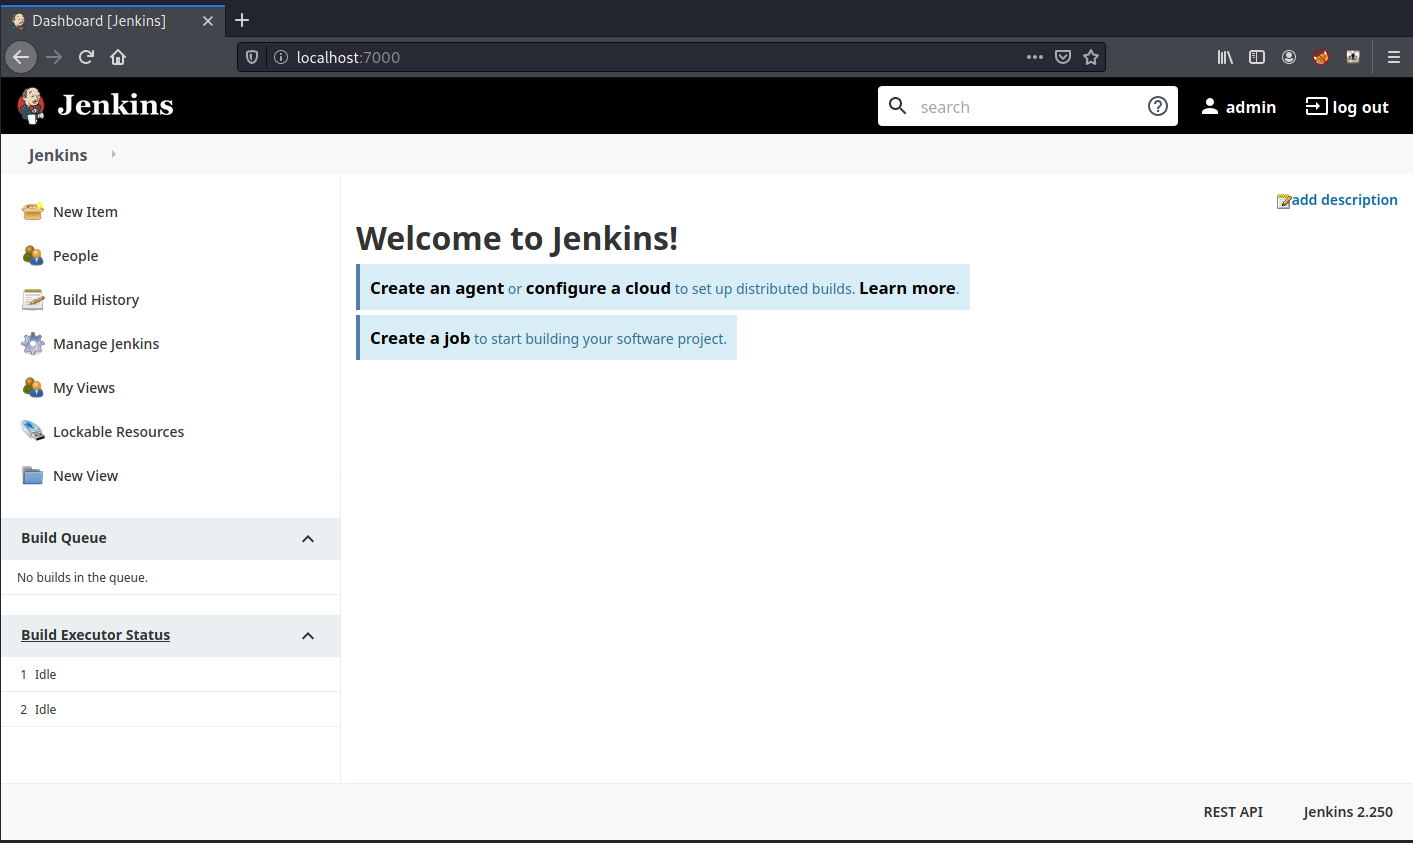 Dashboard [Jenkins]
localhost:7000
Jenkins
search
admin
log out
Jenkins
add description
New Item
People
Build History
Manage Jenkins
My Views
Lockable Resources
New View
Welcome to Jenkins!
Create an agent or configure a cloud to set up distributed builds. Learn more.
Create a job to start building your software project.
Build Queue
No builds in the queue.
Build Executor Status
1 Idle
2 Idle
REST API
Jenkins 2.250